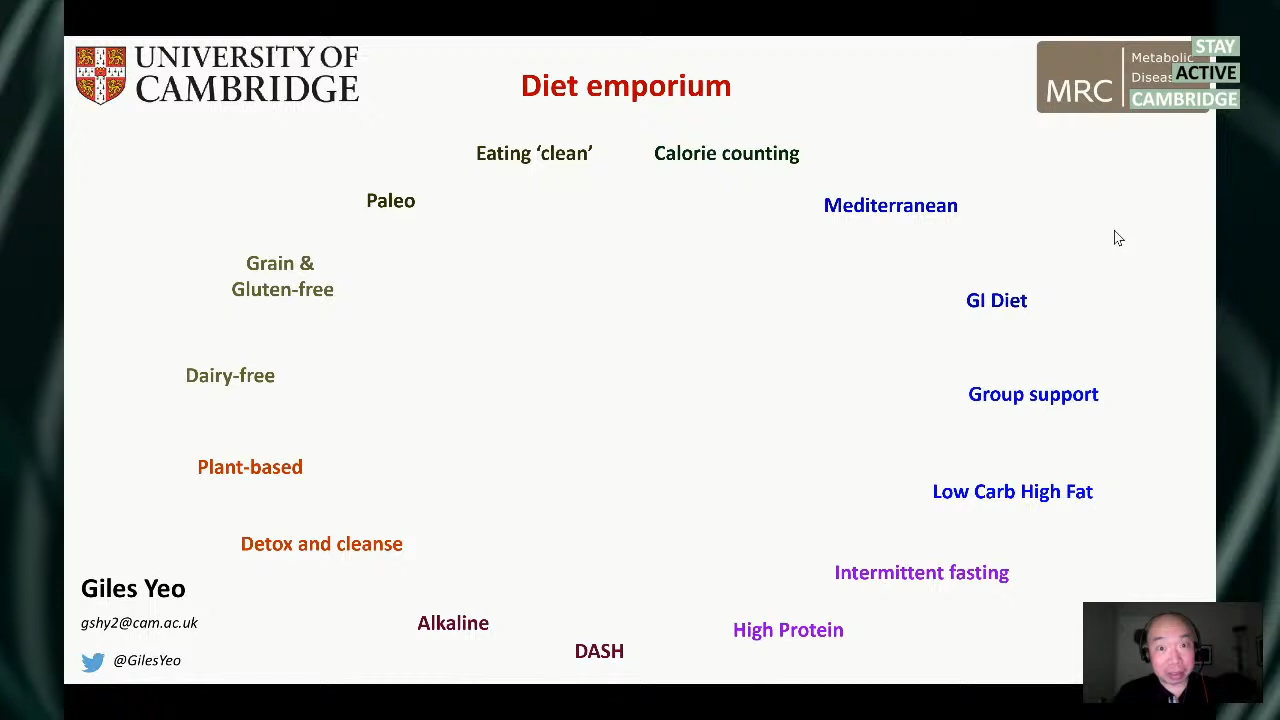 UNIVERSITY OF
CAMBRIDGE
Diet emporium
MRC
Metabolic
STAY
ACTIVE
CAMBRIDGE
Eating ‘clean’
Calorie counting
Paleo
Mediterranean
Grain &
Gluten-free
GI Diet
Dairy-free
Group support
Plant-based
Low Carb High Fat
Detox and cleanse
Intermittent fasting
Giles Yeo
gshy2@cam.ac.uk
Alkaline
High Protein
DASH
@GilesYeo